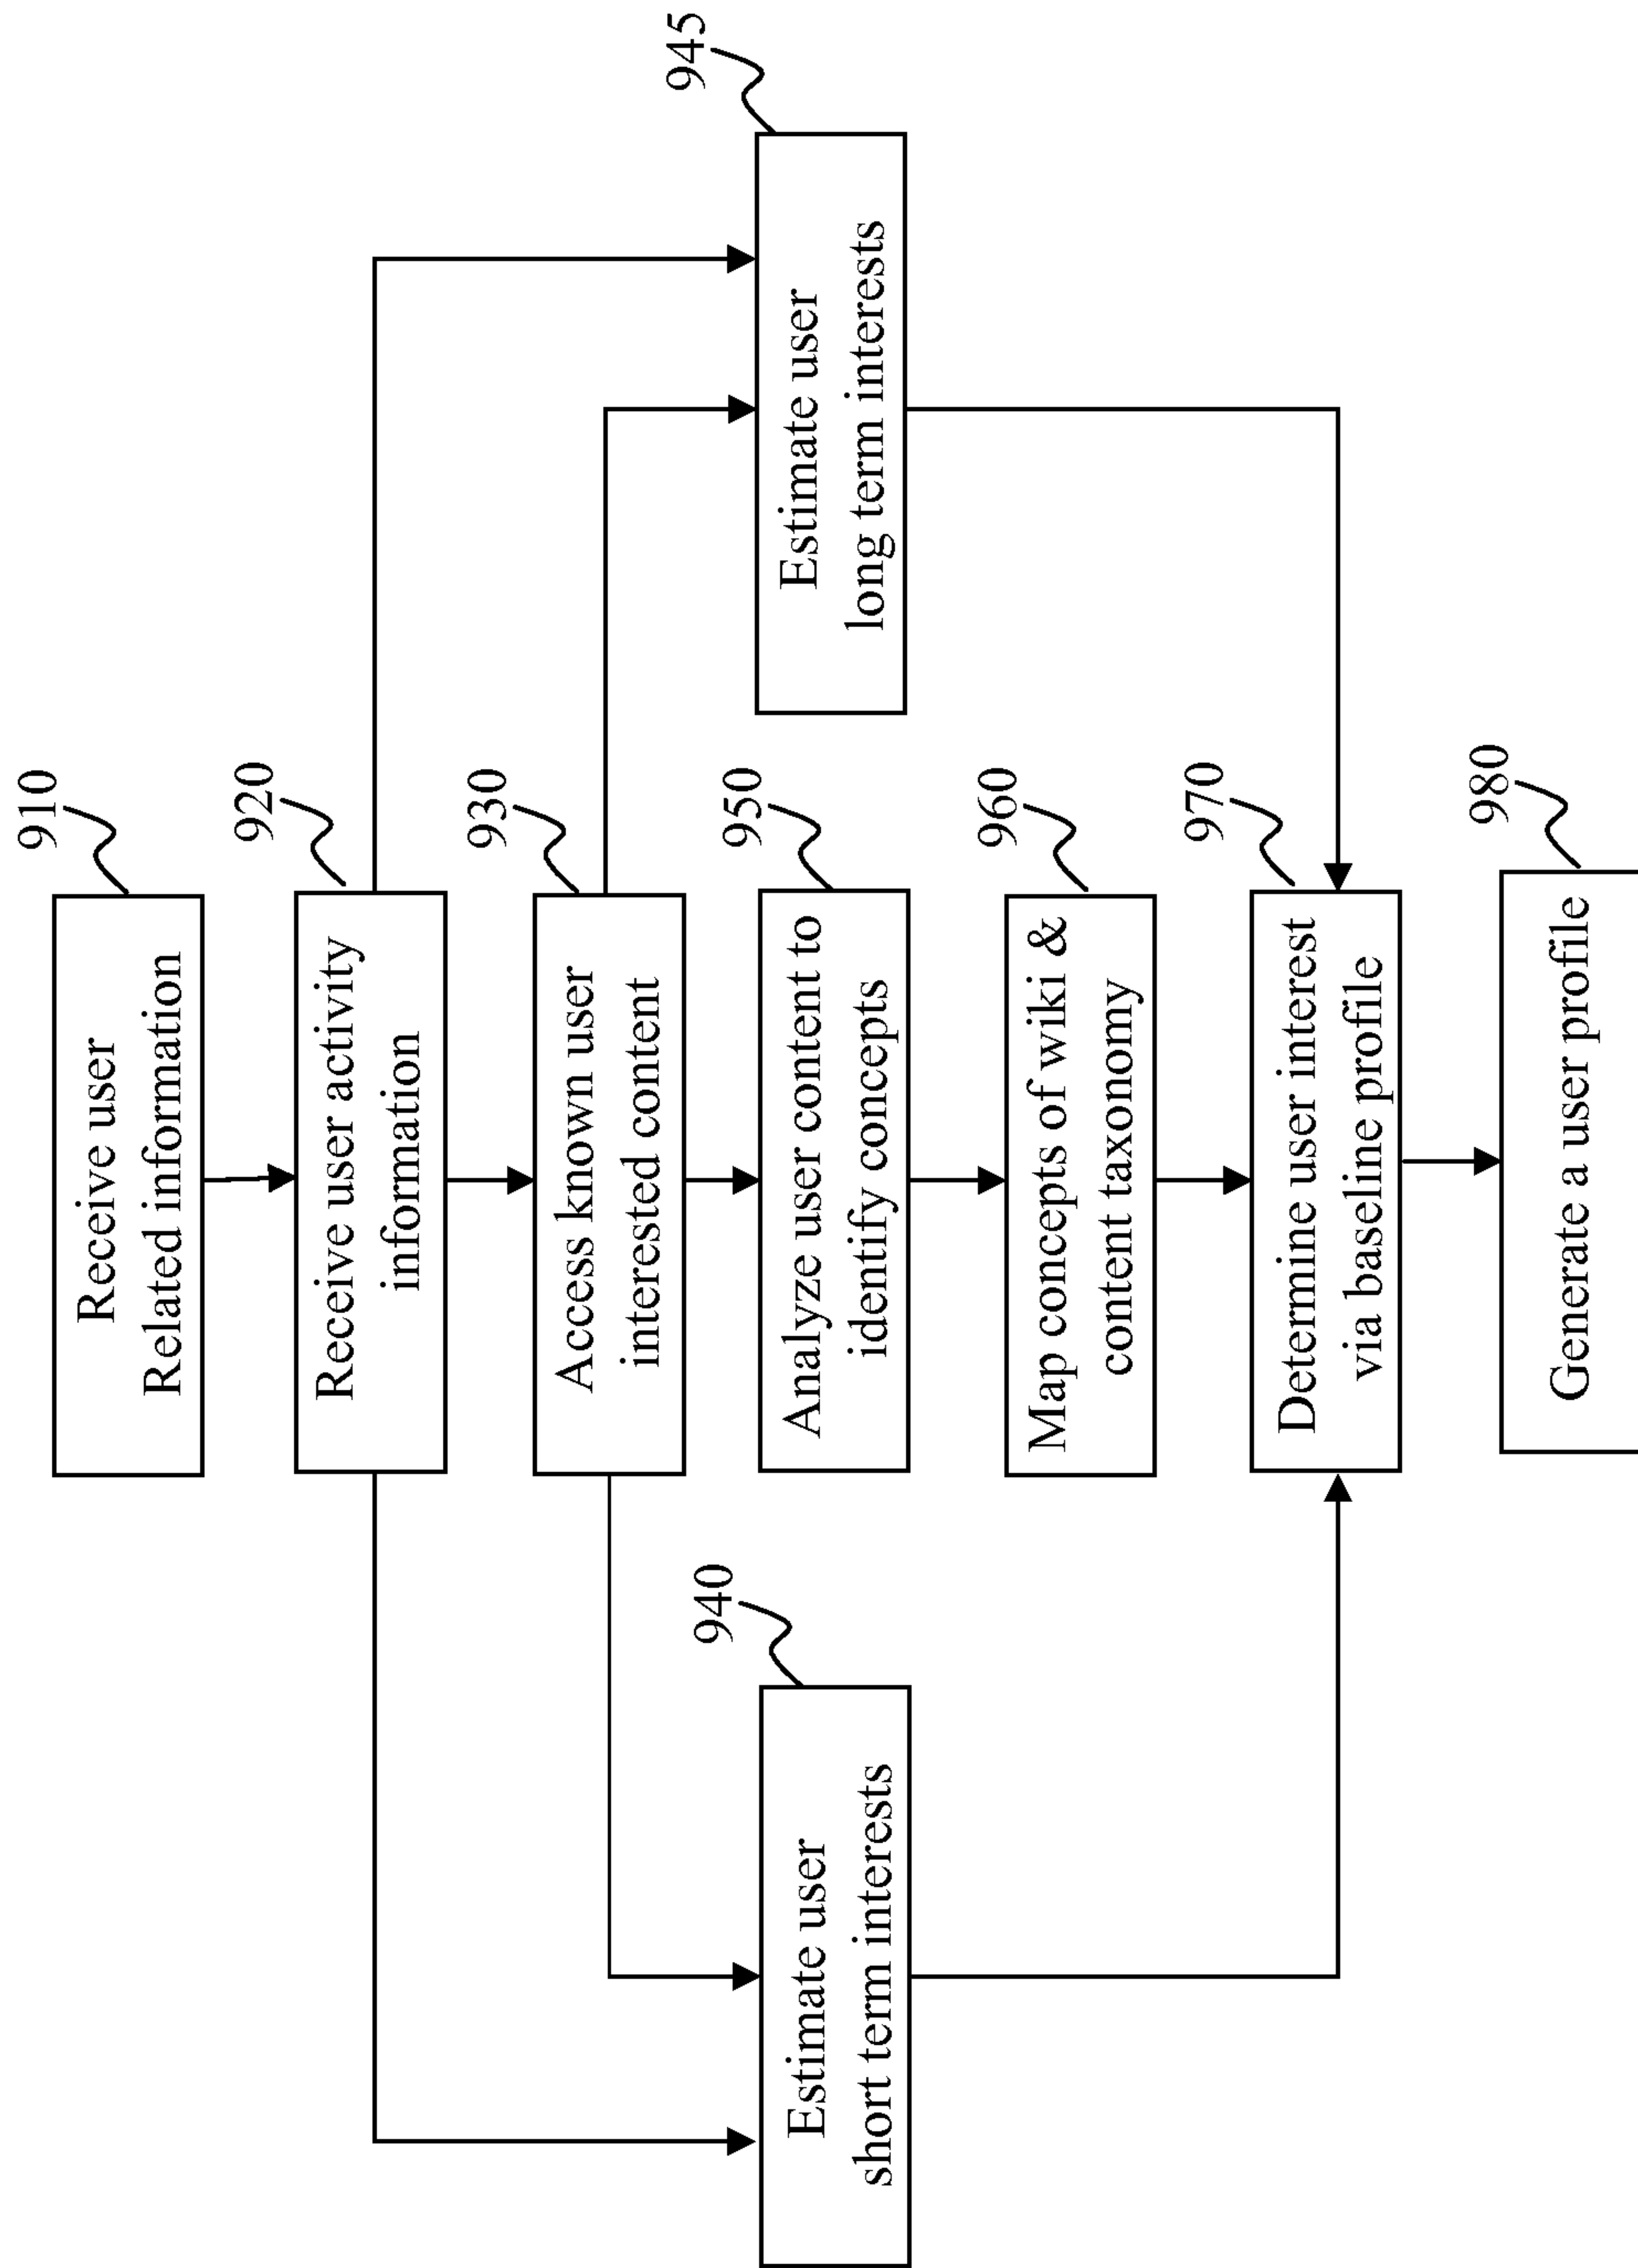 910
Receive user
Related information
920
Receive user activity
information
930
Access known user
interested content
940
Estimate user
short term interests
950
Analyze user content to
identify concepts
945
Estimate user
long term interests
960
Map concepts of wiki &
content taxonomy
970
Determine user interest
via baseline profile
980
Generate a user profile